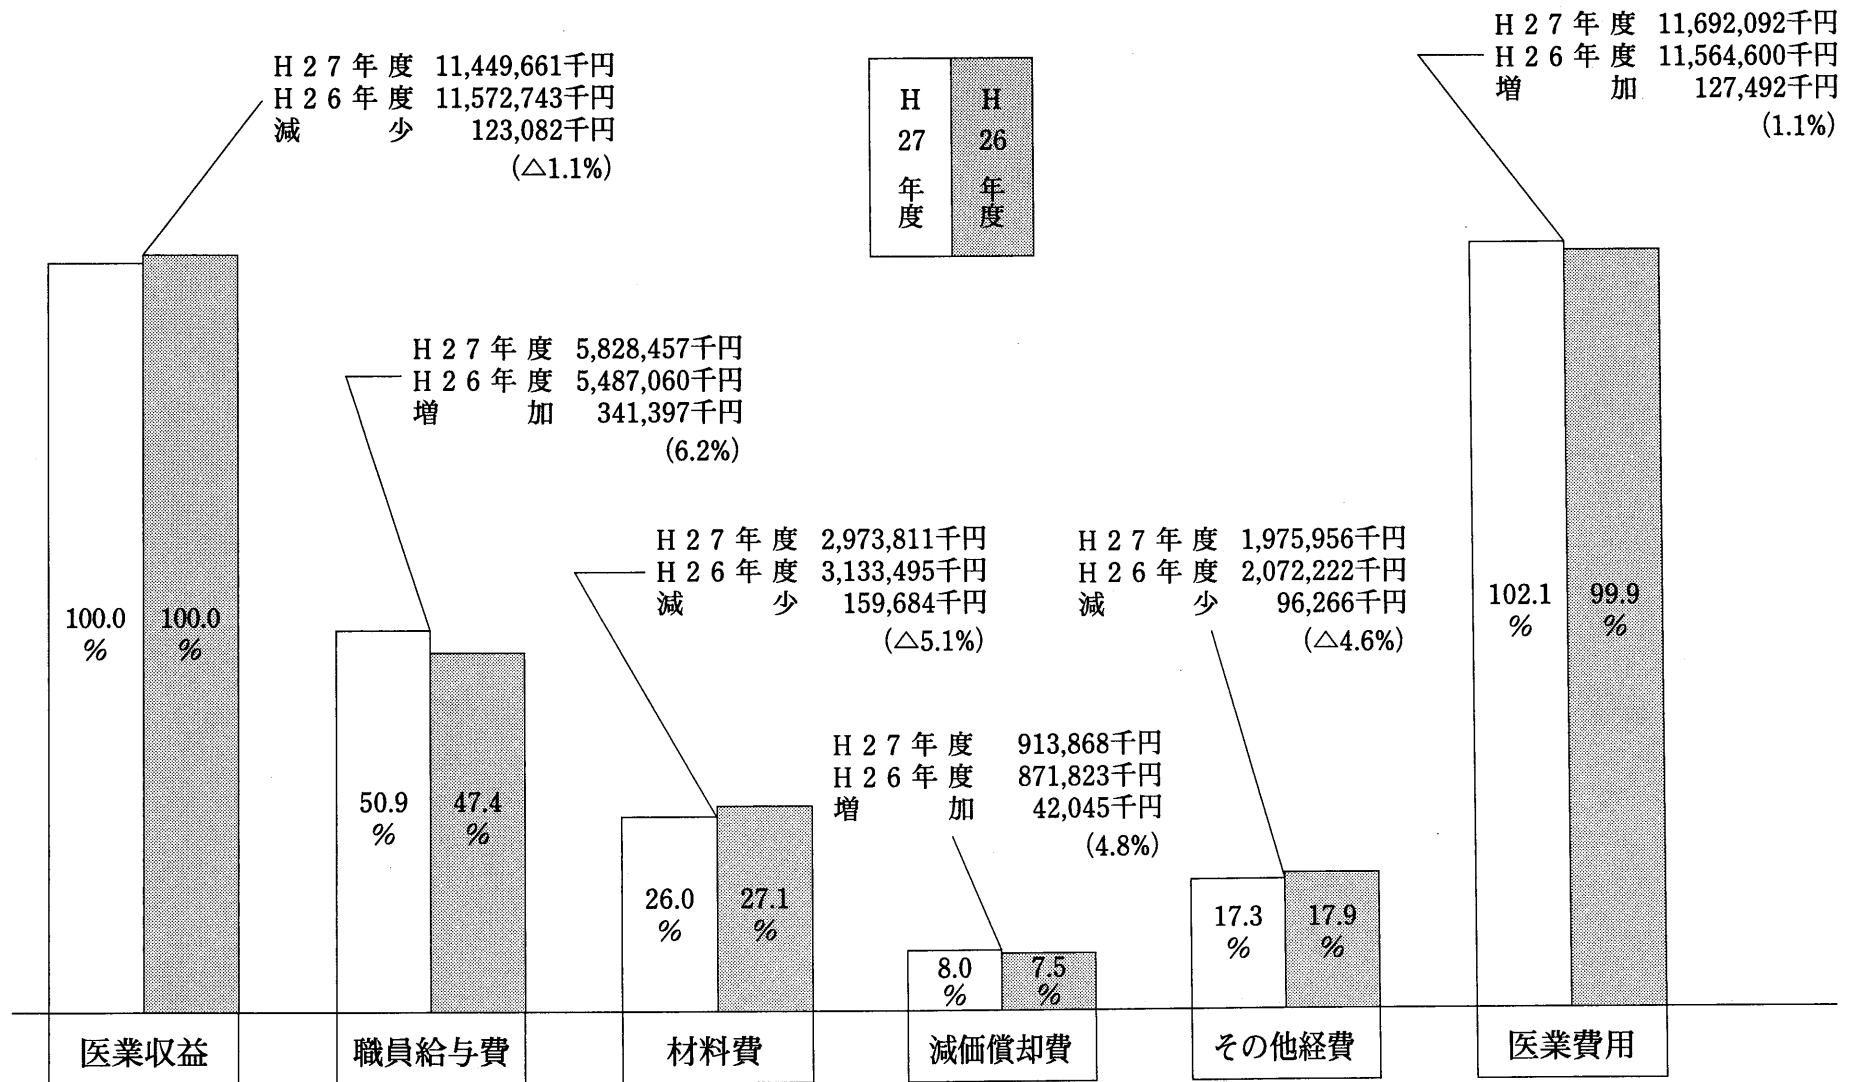 H27年度 11,449,661千円
H26年度 11,572,743千円
減少 123,082千円
(△1.1%)
H27年度
H26年度
H27年度 11,692,092千円
H26年度 11,564,600千円
増加 127,492千円
(1.1%)
H27年度 5,828,457千円
H26年度 5,487,060千円
増加 341,397千円
(6.2%)
H27年度 2,973,811千円
H26年度 3,133,495千円
減少 159,684千円
(△5.1%)
H27年度 1,975,956千円
H26年度 2,072,222千円
減少 96,266千円
(△4.6%)
H27年度 913,868千円
H26年度 871,823千円
増加 42,045千円
(4.8%)
100.0%
100.0%
50.9%
47.4%
26.0%
27.1%
8.0%
7.5%
17.3%
17.9%
102.1%
99.9%
医業収益
職員給与費
材料費
減価償却費
その他経費
医業費用